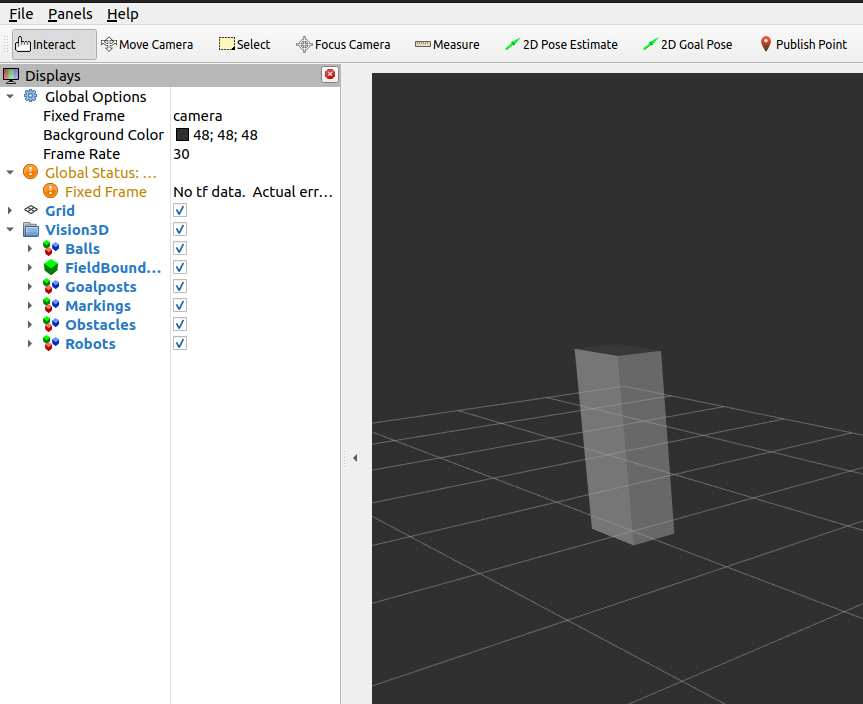 File Panels Help
Interact Move Camera Select Focus Camera Measure 2D Pose Estimate 2D Goal Pose Publish Point
Displays
Global Options
Fixed Frame camera
Background Color 48; 48; 48
Frame Rate 30
Global Status: ...
Fixed Frame No tf data. Actual err...
Grid
Vision3D
Balls
FieldBound...
Goalposts
Markings
Obstacles
Robots